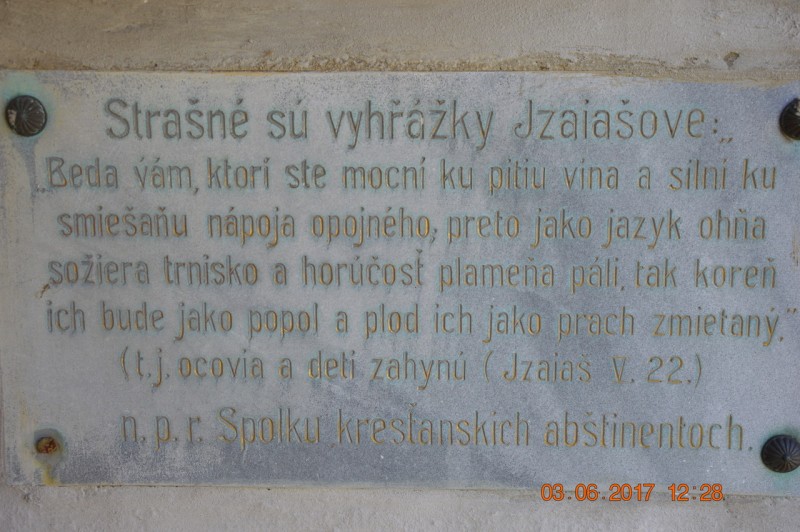 Strašné sú vyhřážky Jzaiašove:„
„Beda vám, ktorí ste mocní ku pitiu vina a silni ku
smiešaňu nápoja opojného, preto jako jazyk ohňa
sožiera trnisko a horúčosť plameňa páli, tak koreň
ich bude jako popol a plod ich jako prach zmietaný,"
(t.j. ocovia a deti zahynú (Jzaiaš V. 22.)
n. p. r. Spolku kresťanskích abštinentoch.
03.06.2017 12:28